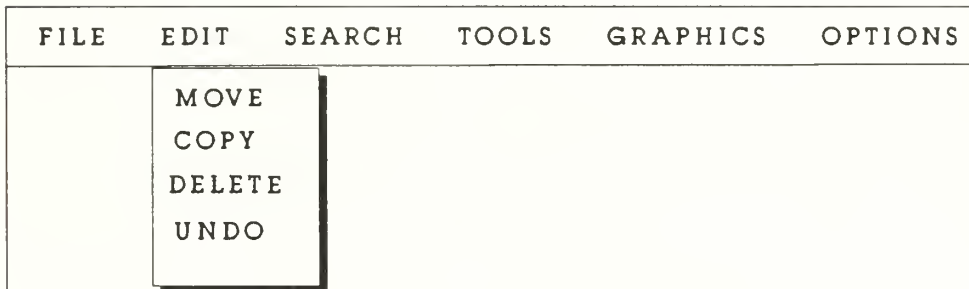 FILE EDIT SEARCH TOOLS GRAPHICS OPTIONS
MOVE
COPY
DELETE
UNDO